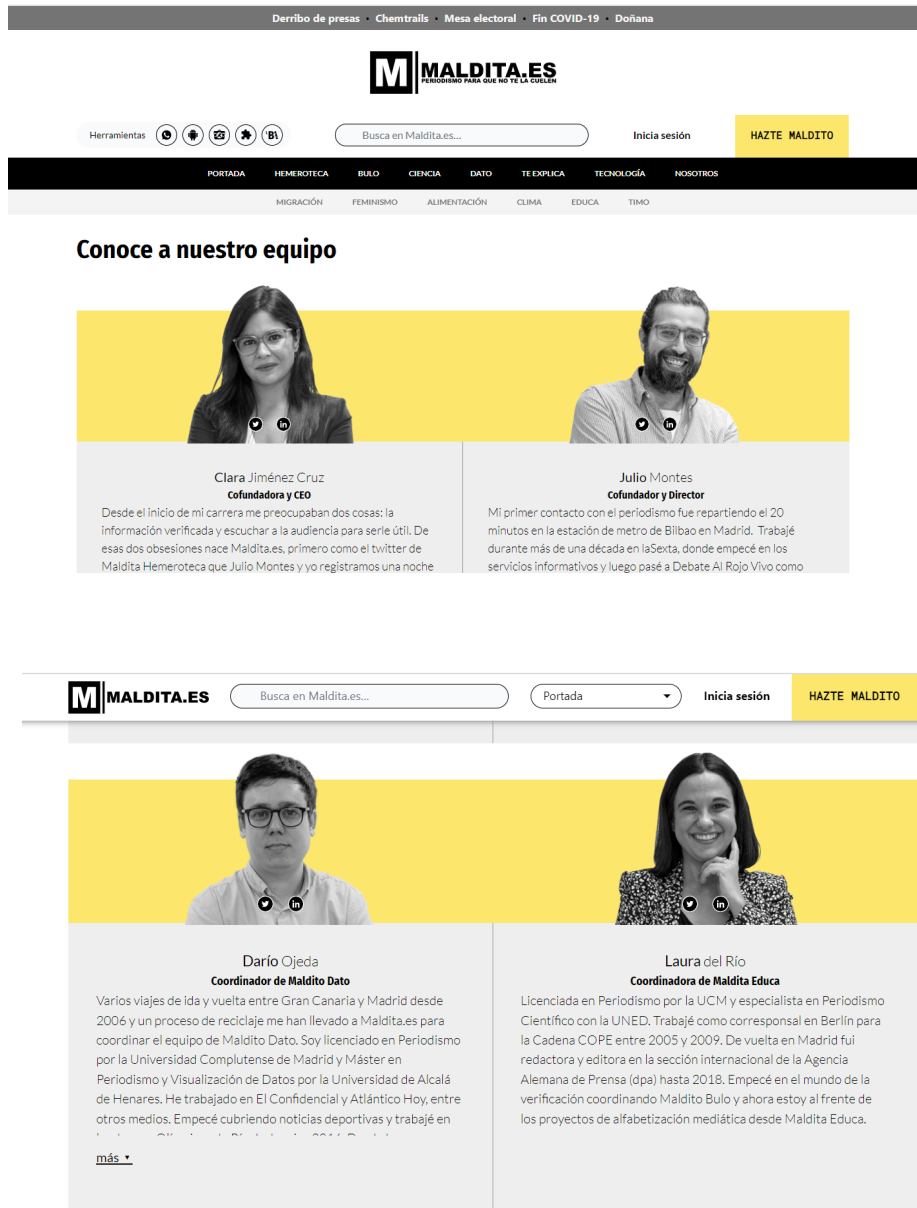 Derribo de presas · Chemtrails · Mesa electoral · Fin COVID-19 · Doñana
M MALDITA.ES
PERIODISMO PARA QUE NO TE LA CUELEN
Herramientas 'B\ Busca en Maldita.es... Inicia sesión HAZTE MALDITO
PORTADA HEMEROTECA BULO CIENCIA DATO TE EXPLICA TECNOLOGÍA NOSOTROS
MIGRACIÓN FEMINISMO ALIMENTACIÓN CLIMA EDUCA TIMO
Conoce a nuestro equipo
Clara Jiménez Cruz
Cofundadora y CEO
Desde el inicio de mi carrera me preocupaban dos cosas: la
información verificada y escuchar a la audiencia para serle útil. De
esas dos obsesiones nace Maldita.es, primero como el twitter de
Maldita Hemeroteca que Julio Montes y yo registramos una noche
Julio Montes
Cofundador y Director
Mi primer contacto con el periodismo fue repartiendo el 20
minutos en la estación de metro de Bilbao en Madrid. Trabajé
durante más de una década en laSexta, donde empecé en los
servicios informativos y luego pasé a Debate Al Rojo Vivo como
M MALDITA.ES Busca en Maldita.es... Portada Inicia sesión HAZTE MALDITO
Darío Ojeda
Coordinador de Maldito Dato
Varios viajes de ida y vuelta entre Gran Canaria y Madrid desde
2006 y un proceso de reciclaje me han llevado a Maldita.es para
coordinar el equipo de Maldito Dato. Soy licenciado en Periodismo
por la Universidad Complutense de Madrid y Máster en
Periodismo y Visualización de Datos por la Universidad de Alcalá
de Henares. He trabajado en El Confidencial y Atlántico Hoy, entre
otros medios. Empecé cubriendo noticias deportivas y trabajé en
más
Laura del Río
Coordinadora de Maldita Educa
Licenciada en Periodismo por la UCM y especialista en Periodismo
Científico con la UNED. Trabajé como corresponsal en Berlín para
la Cadena COPE entre 2005 y 2009. De vuelta en Madrid fui
redactora y editora en la sección internacional de la Agencia
Alemana de Prensa (dpa) hasta 2018. Empecé en el mundo de la
verificación coordinando Maldito Bulo y ahora estoy al frente de
los proyectos de alfabetización mediática desde Maldita Educa.